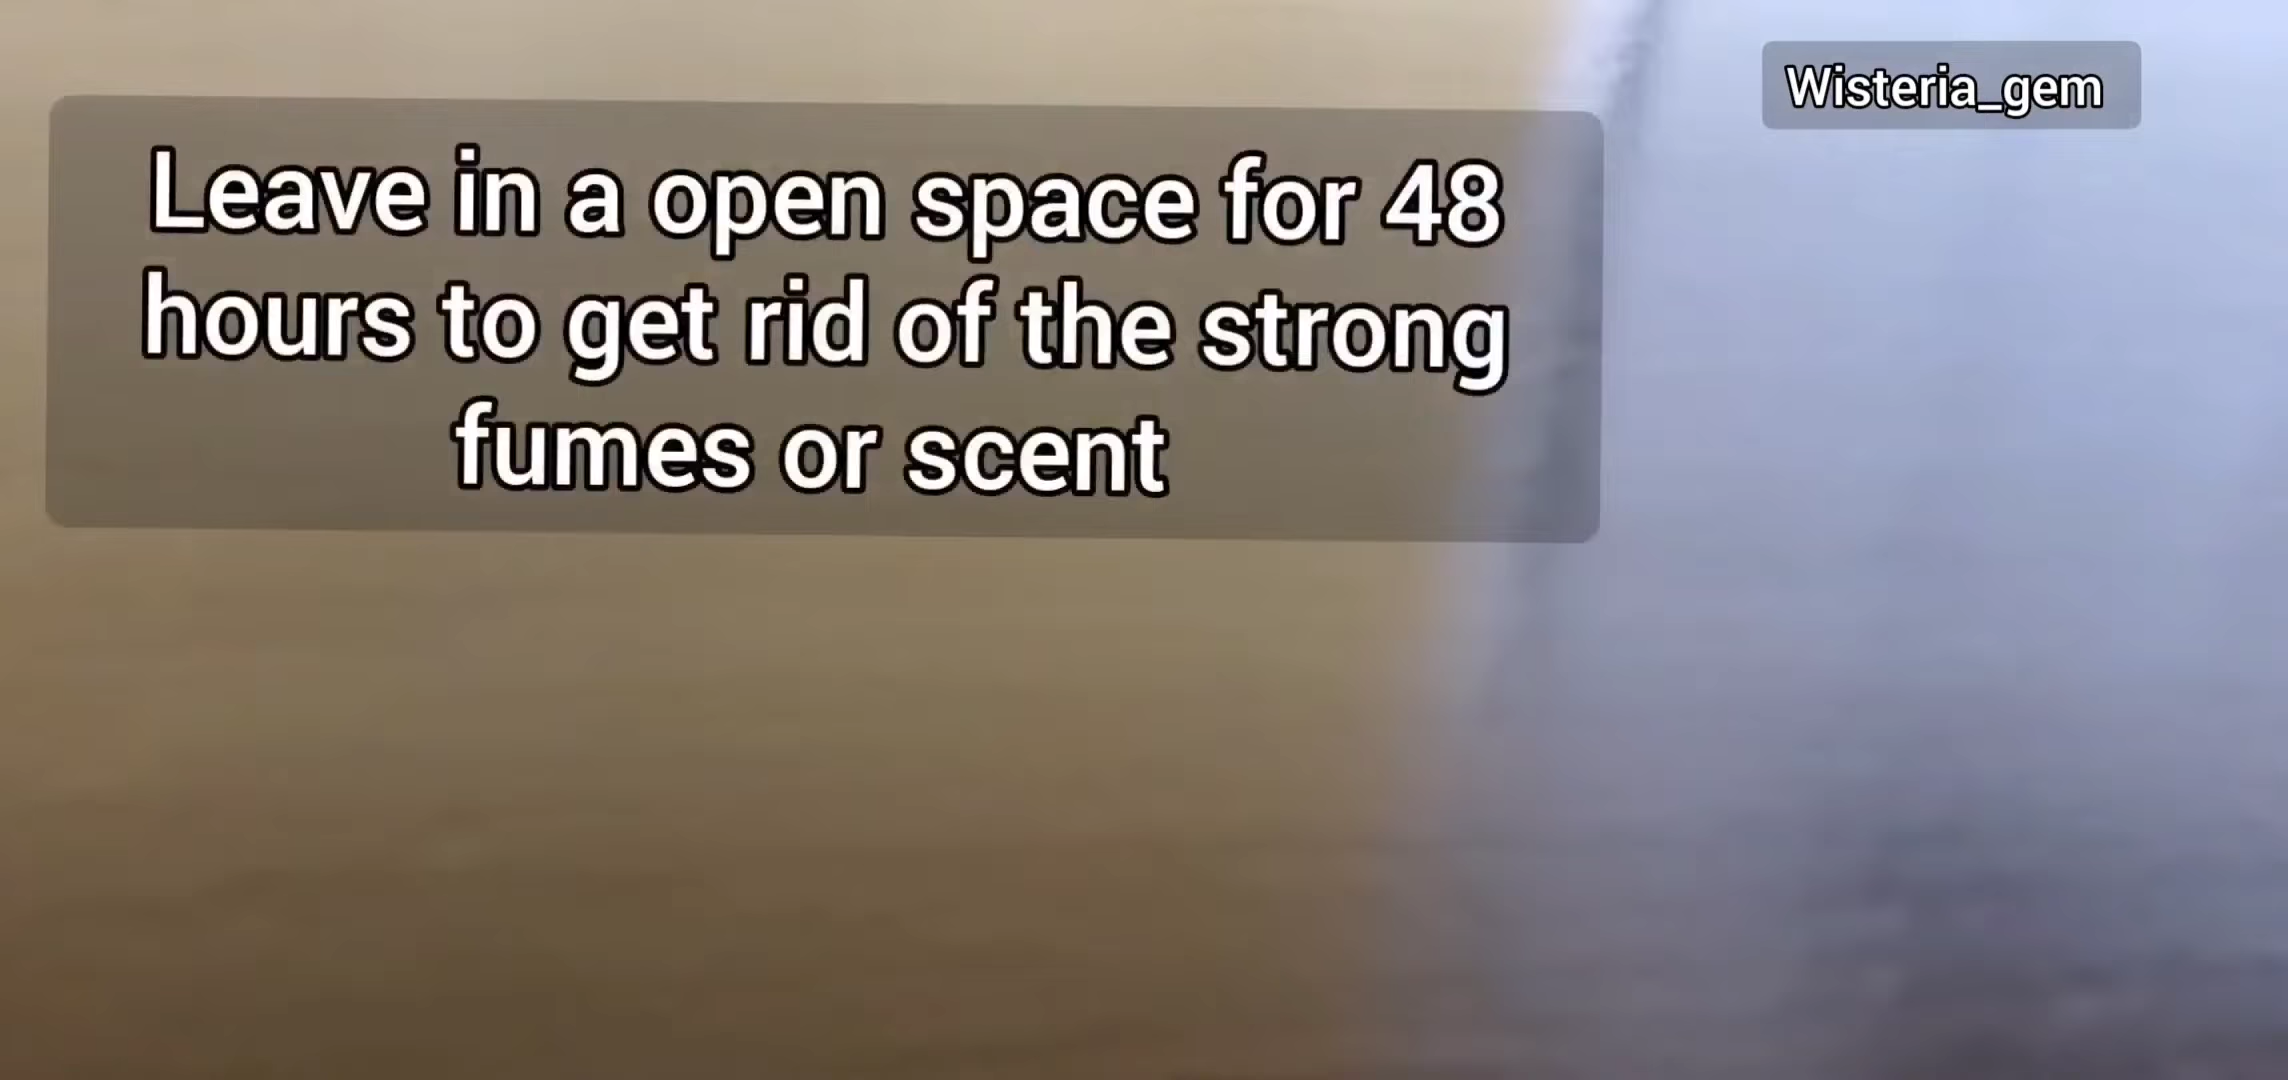 Wisteria_gem
Leave in a open space for 48
hours to get rid of the strong
fumes or scent